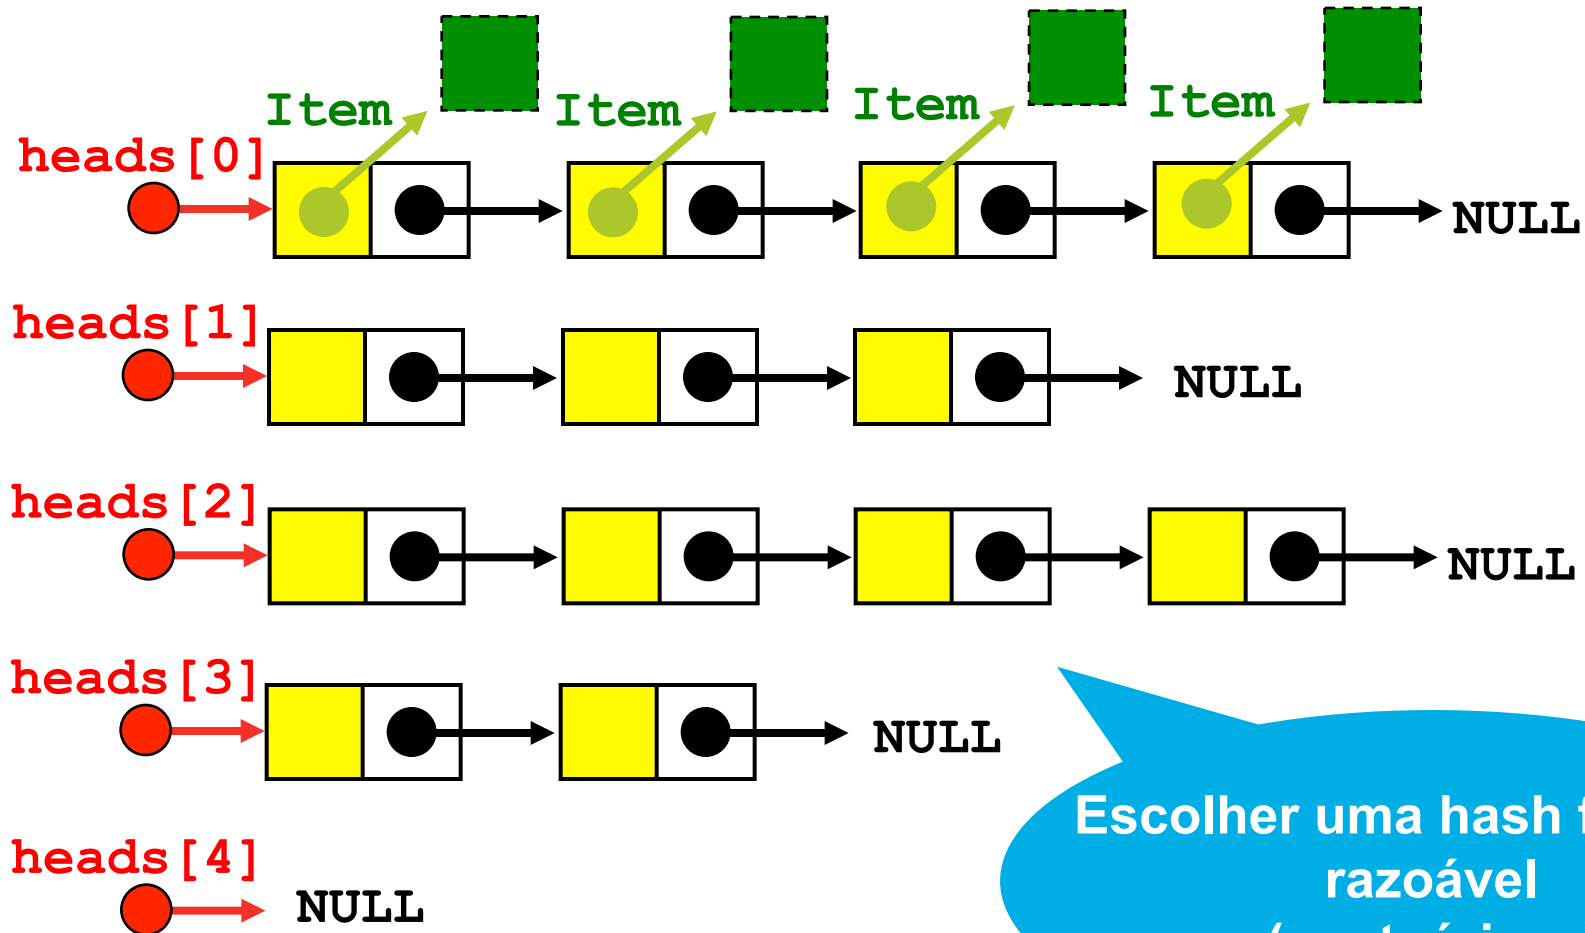 Item Item Item Item
heads[0]
NULL
heads[1]
NULL
heads[2]
NULL
heads[3]
NULL
heads[4]
NULL
Escolher uma hash
razoável